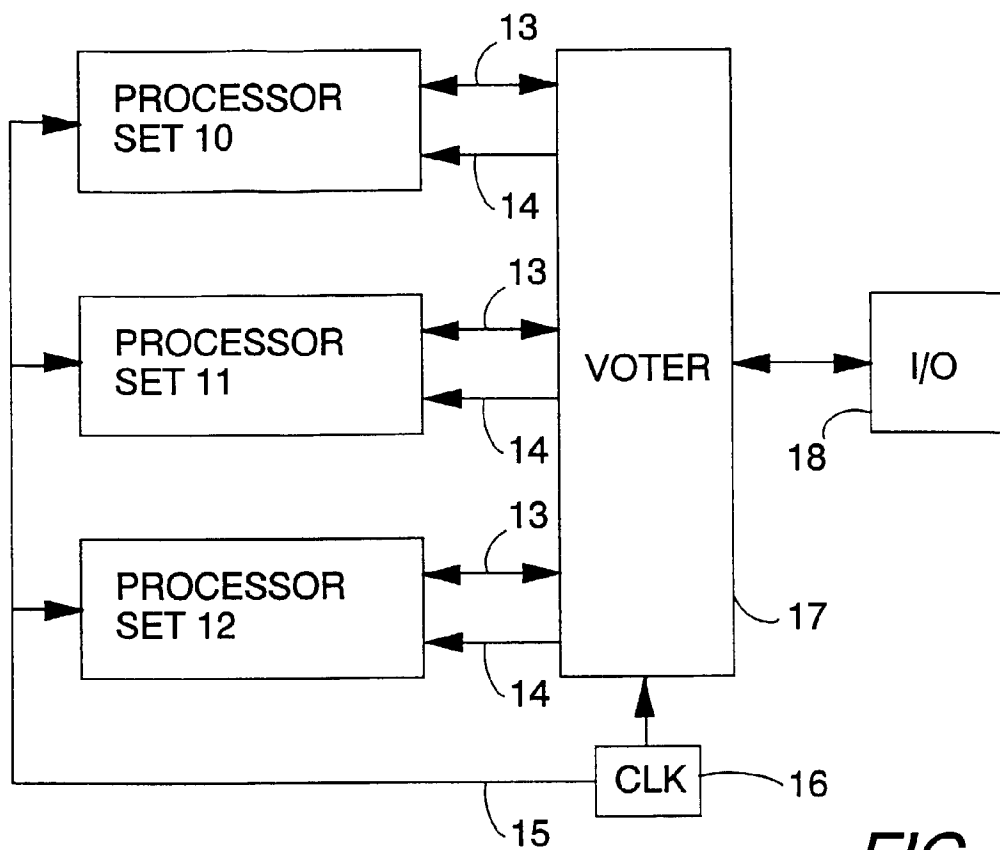 13
PROCESSOR
SET 10
14
13
PROCESSOR
SET 11
VOTER
I/O
14
18
13
PROCESSOR
SET 12
17
14
CLK
16
15
FIG